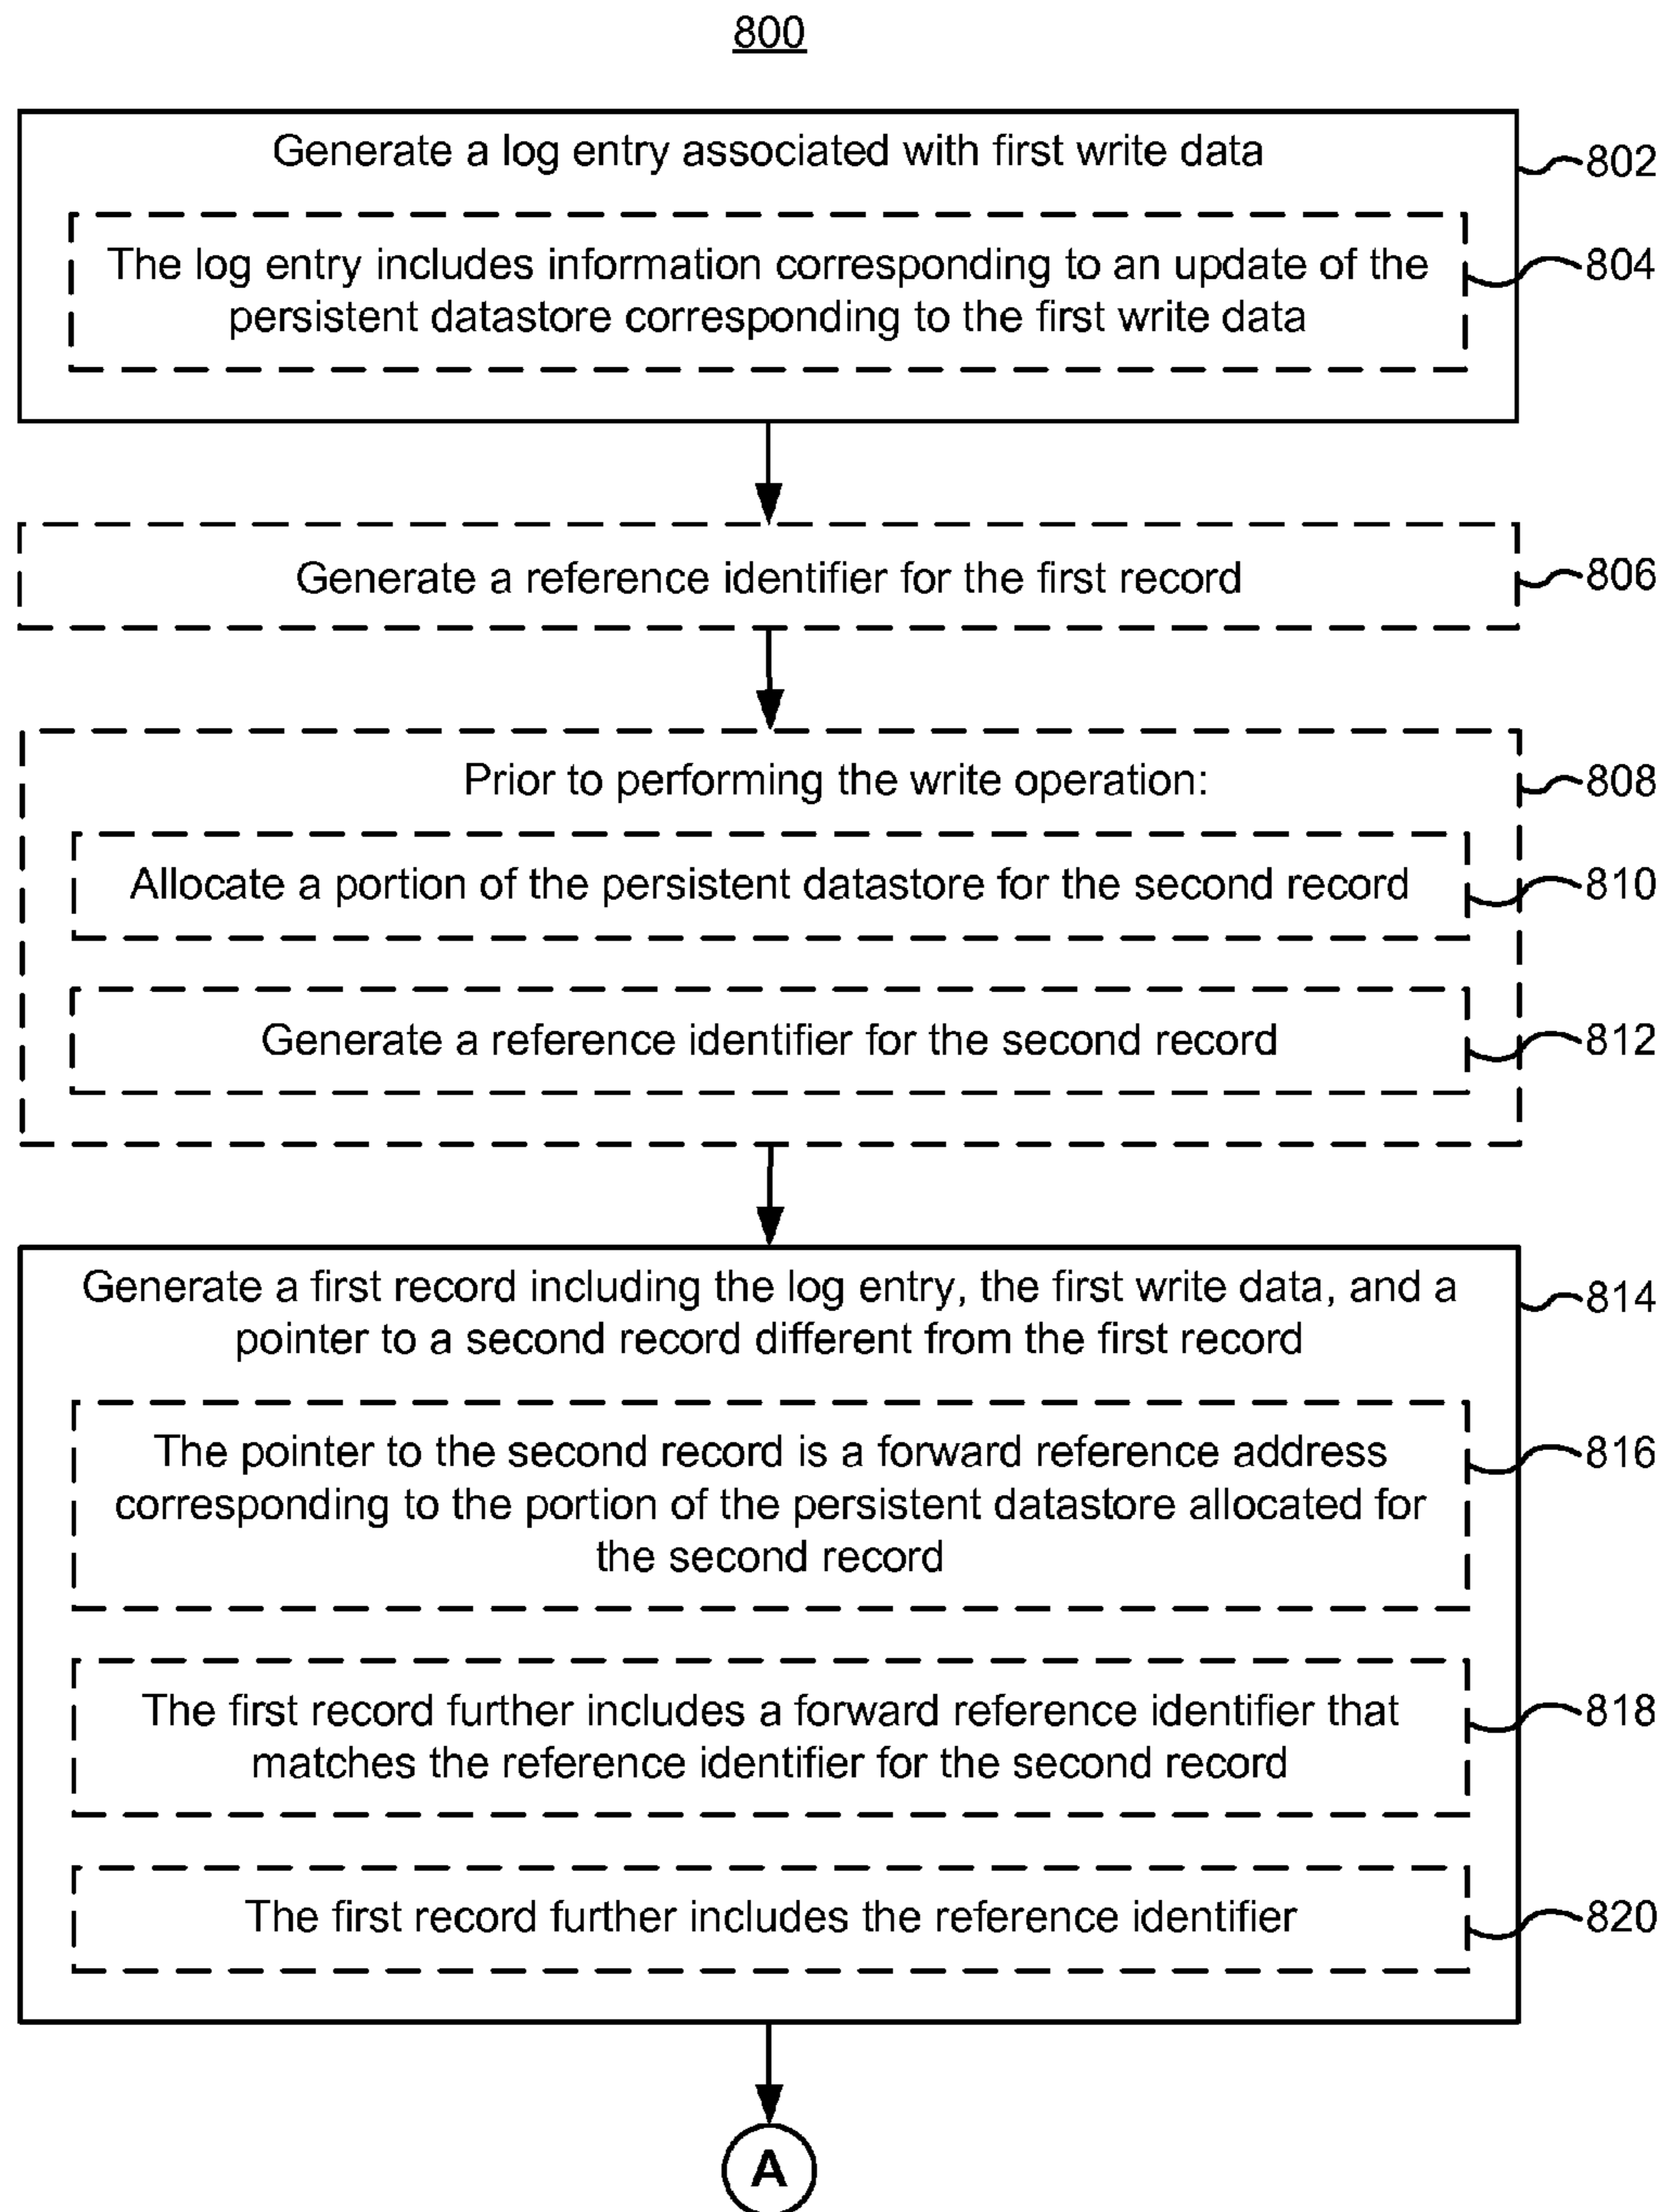 800
Generate a log entry associated with first write data
802
The log entry includes information corresponding to an update of the
persistent datastore corresponding to the first write data
804
Generate a reference identifier for the first record
806
Prior to performing the write operation:
808
Allocate a portion of the persistent datastore for the second record
810
Generate a reference identifier for the second record
812
Generate a first record including the log entry, the first write data, and a
pointer to a second record different from the first record
814
The pointer to the second record is a forward reference address
corresponding to the portion of the persistent datastore allocated for
the second record
816
The first record further includes a forward reference identifier that
matches the reference identifier for the second record
818
The first record further includes the reference identifier
820
A